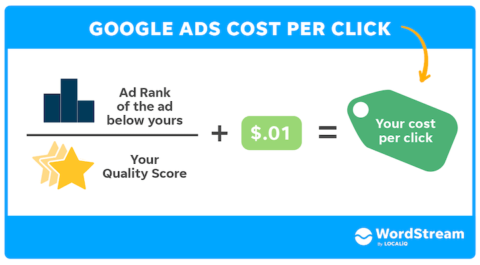 GOOGLE ADS COST PER CLICK
Ad Rank
of the ad
below yours
Your
Quality Score
+
$.01
=
Your cost
per click
WordStream
by LOCALiQ